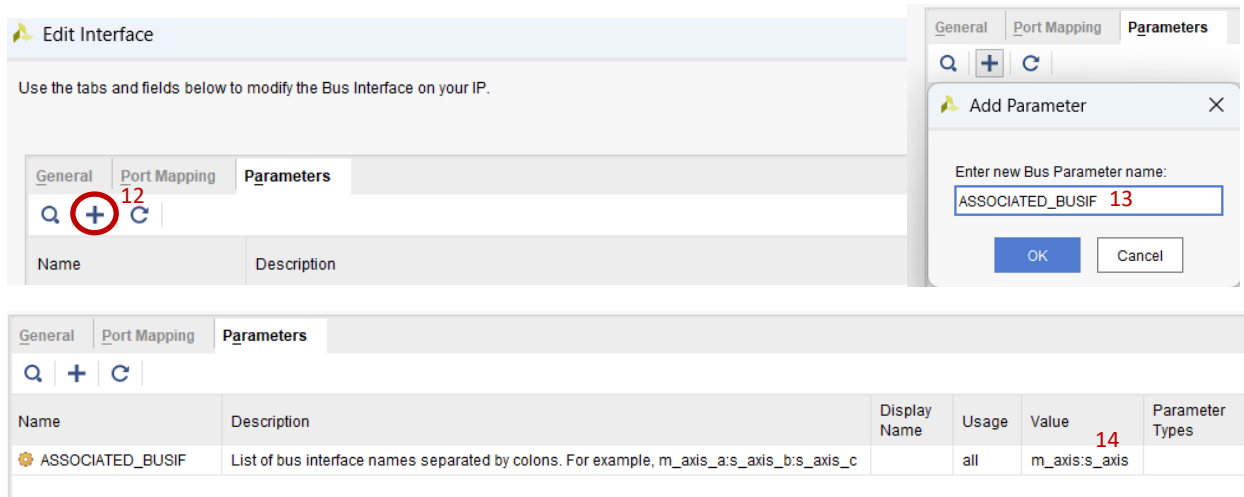 Edit Interface
Use the tabs and fields below to modify the Bus Interface on your IP.
General Port Mapping Parameters
12
Name Description
General Port Mapping Parameters
Add Parameter
Enter new Bus Parameter name:
ASSOCIATED_BUSIF 13
OK Cancel
General Port Mapping Parameters
Name Description Display Name Usage Value Parameter Types
14
ASSOCIATED_BUSIF List of bus interface names separated by colons. For example, m_axis_a:s_axis_b:s_axis_c all m_axis:s_axis